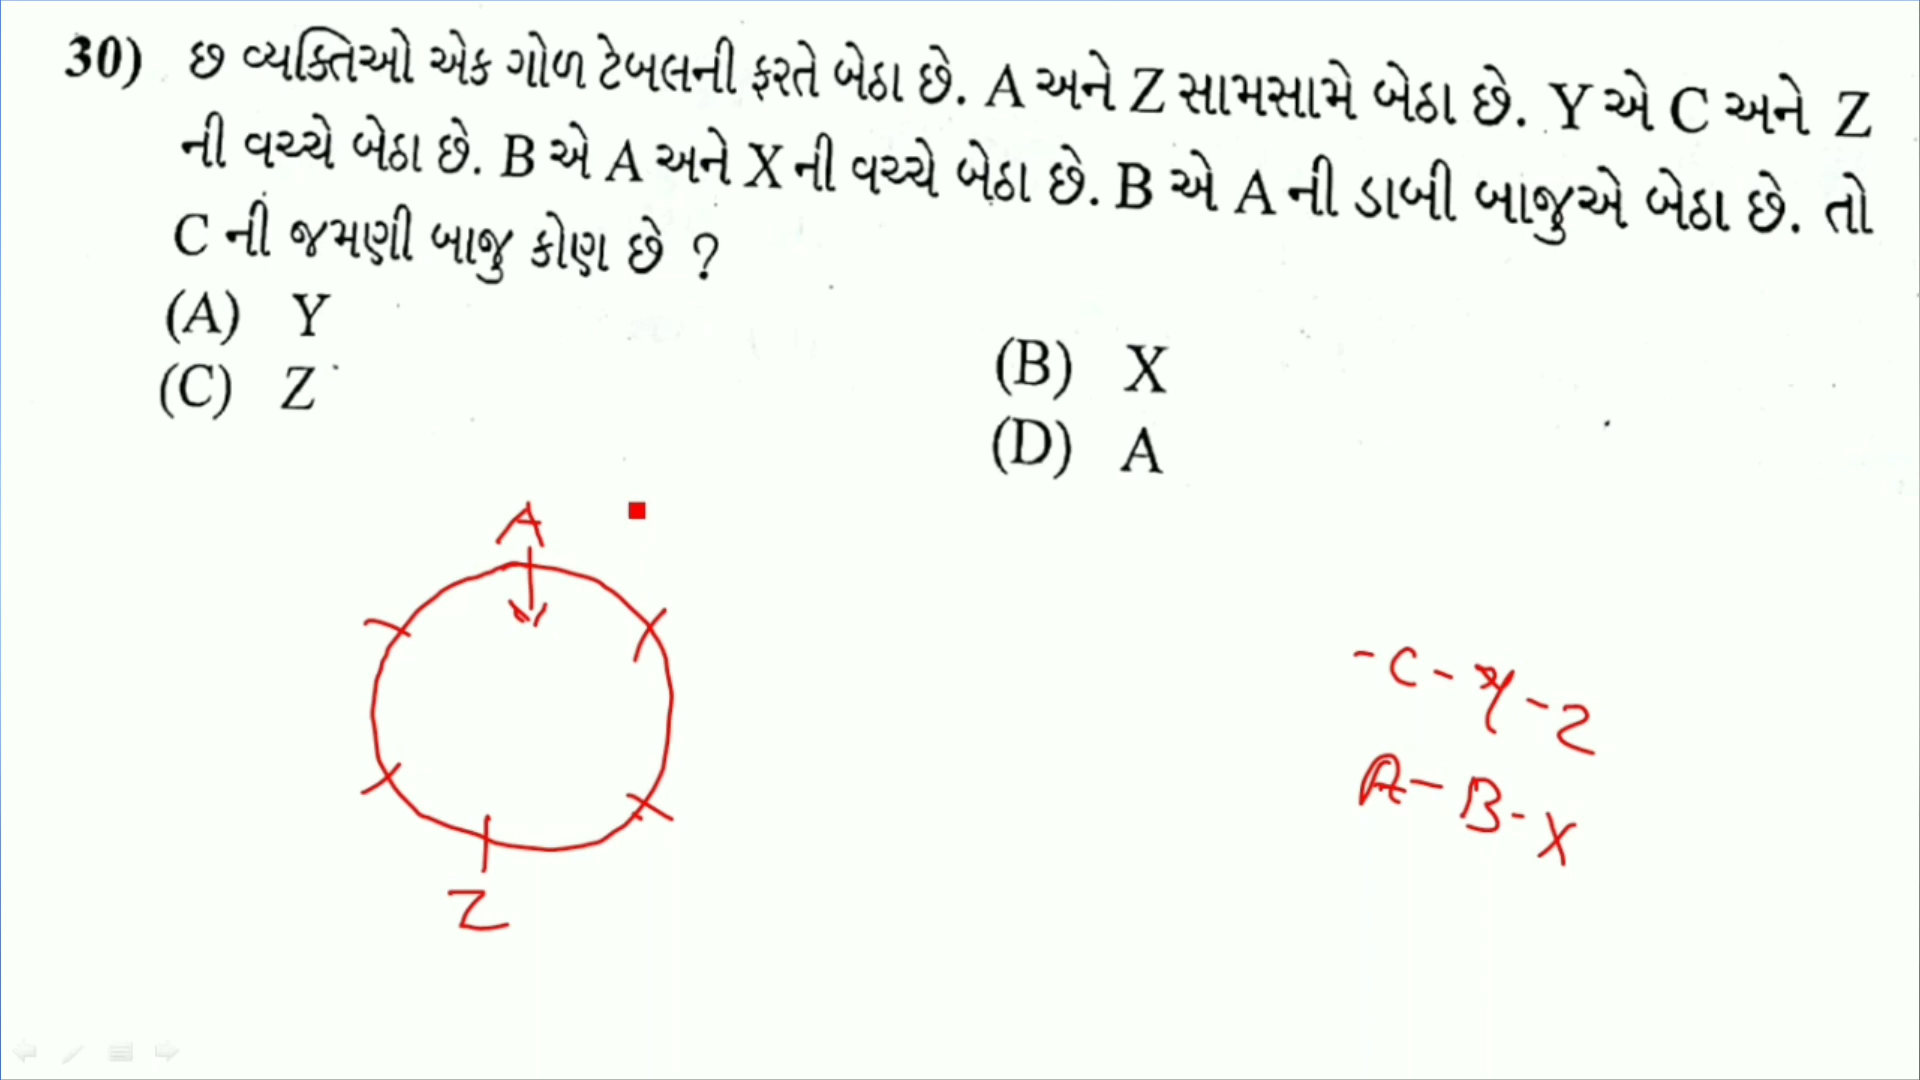 30) છ વ્યક્તિઓ એક ગોળ ટેબલની ફરતે બેઠા છે. A અને Z સામસામે બેઠા છે. Y એ C અને Z
ની વચ્ચે બેઠા છે. B એ A અને X ની વચ્ચે બેઠા છે. B એ A ની ડાબી બાજુએ બેઠા છે. તો
C ની જમણી બાજુ કોણ છે ?
(A) Y
(B) X
(C) Z
(D) A
A
Z
- C - Y - Z
A - B - X